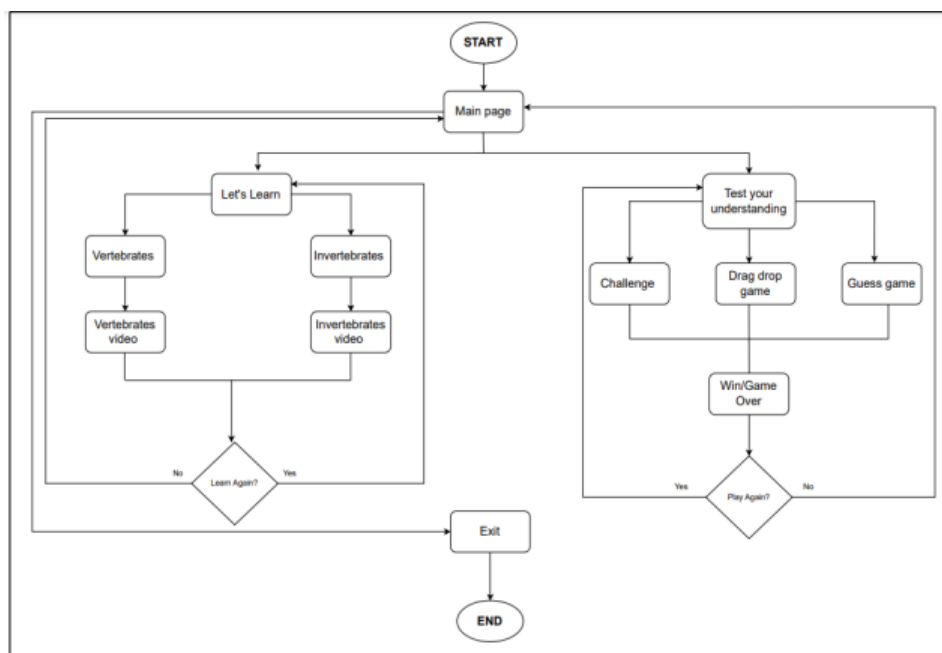 START
Main page
Let's Learn
Test your
understanding
Vertebrates
Invertebrates
Challenge
Drag drop
game
Guess game
Vertebrates
video
Invertebrates
video
Win/Game
Over
No
Learn Again?
Yes
Yes
Play Again?
No
Exit
END